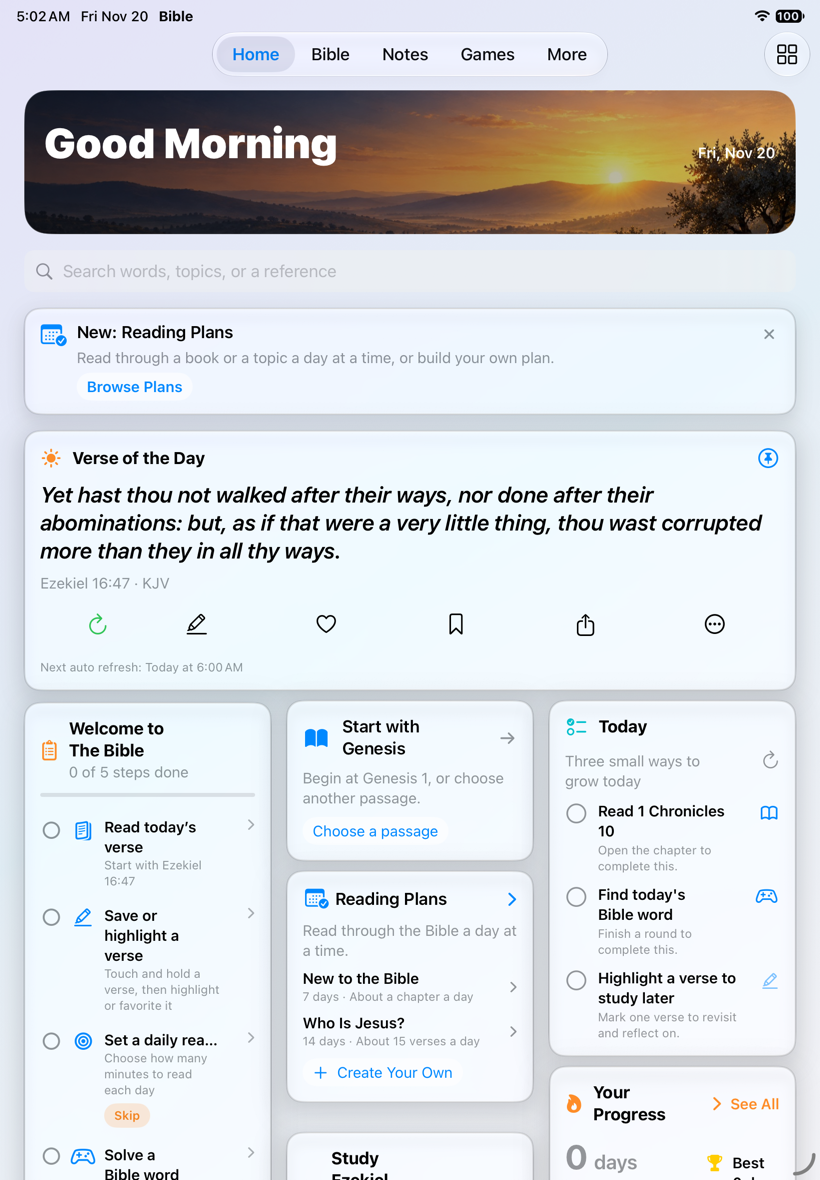 5:02 AM Fri Nov 20 Bible
100
Home Bible Notes Games More
Good Morning
Fri, Nov 20
Search words, topics, or a reference
New: Reading Plans
Read through a book or a topic a day at a time, or build your own plan.
Browse Plans
Verse of the Day
Yet hast thou not walked after their ways, nor done after their
abominations: but, as if that were a very little thing, thou wast corrupted
more than they in all thy ways.
Ezekiel 16:47 · KJV
Next auto refresh: Today at 6:00 AM
Welcome to
The Bible
0 of 5 steps done
Read today's
verse
Start with Ezekiel
16:47
Save or
highlight a
verse
Touch and hold a
verse, then highlight
or favorite it
Set a daily rea...
Choose how many
minutes to read
each day
Skip
Solve a
Bible word
Start with
Genesis
Begin at Genesis 1, or choose
another passage.
Choose a passage
Reading Plans
Read through the Bible a day at
a time.
New to the Bible
7 days · About a chapter a day
Who Is Jesus?
14 days · About 15 verses a day
+ Create Your Own
Study
Ezekiel
Today
Three small ways to
grow today
Read 1 Chronicles
10
Open the chapter to
complete this.
Find today's
Bible word
Finish a round to
complete this.
Highlight a verse to
study later
Mark one verse to revisit
and reflect on.
Your
Progress
See All
0 days
Best